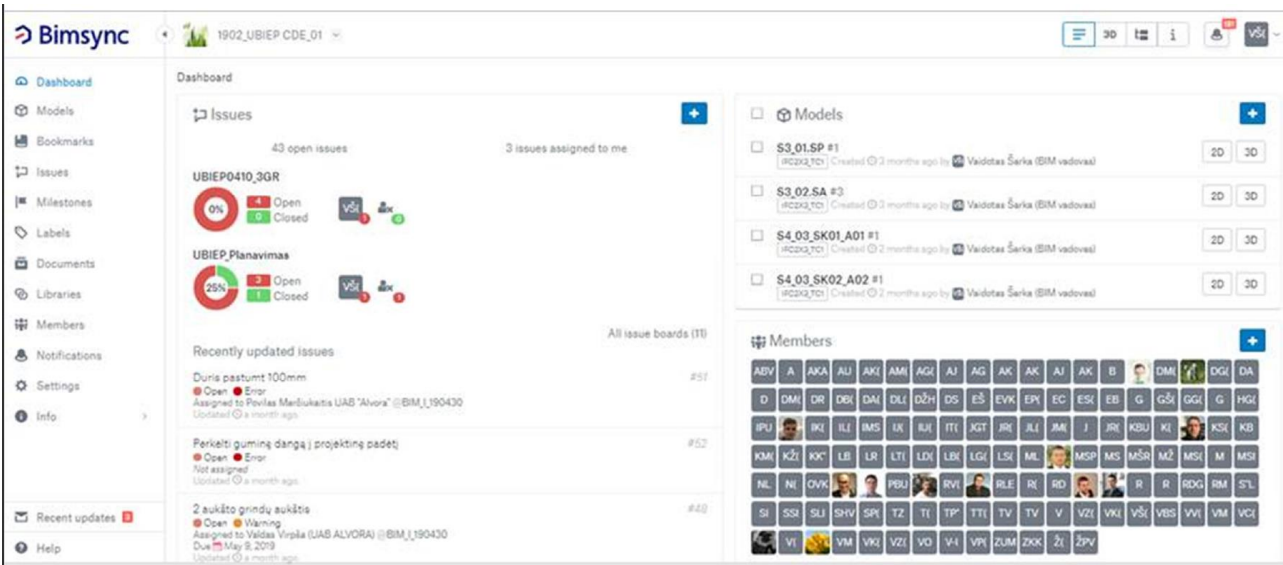 Bimsync
1902_UBIEP CDE_01
3D
i
VŠ(
Dashboard
Models
Bookmarks
Issues
Milestones
Labels
Documents
Libraries
Members
Notifications
Settings
Info
Recent updates 3
Help
Dashboard
Issues
43 open issues 3 issues assigned to me
UBIEP0410_3GR
0% 4 Open VŠ( 1 0
0 Closed
UBIEP_Planavimas
25% 3 Open VŠ( 1 1
1 Closed
All issue boards (11)
Recently updated issues
Duris pastumt 100mm #51
Open Error
Assigned to Povilas Maršiukaitis UAB "Alvora" @BIM_I_190430
Updated a month ago
Perkelti guminę dangą į projektinę padėtį #52
Open Error
Not assigned
Updated a month ago
2 aukšto grindų aukštis #48
Open Warning
Assigned to Valdas Virpša (UAB ALVORA) @BIM_I_190430
Due May 9, 2019
Updated a month ago
Models
S3_01.SP #1 2D 3D
IFC2X3_TC1 Created 3 months ago by VŠ Vaidotas Šarka (BIM vadovas)
S3_02.SA #3 2D 3D
IFC2X3_TC1 Created 3 months ago by VŠ Vaidotas Šarka (BIM vadovas)
S4_03_SK01_A01 #1 2D 3D
IFC2X3_TC1 Created 2 months ago by VŠ Vaidotas Šarka (BIM vadovas)
S4_03_SK02_A02 #1 2D 3D
IFC2X3_TC1 Created 2 months ago by VŠ Vaidotas Šarka (BIM vadovas)
Members
ABV A AKA AU AK( AM( AG( AJ AG AK AK AJ AK B DM( DG( DA
D DM( DR DB( DA( DL( DŽH DS EŠ EVK EP( EC ES( EB G GŠ( GG( G HG(
IPU IK( IL( IMS IU( IT( JGT JR( JL( JM( J JR( KBU K( KS( KB
KM( KŽ( KK" LB LR LT( LD( LB( LG( LS( ML MSP MS MŠR MŽ MS( M MSI
NL N( OVK PBU RV( RLE R( RD R R RDG RM S"L
SI SS( SLI SHV SP( TZ T( TP" TT( TV TV V VZ( VK( VŠ( VBS VV( VM VC(
V( VM VK( VZ( VO V-I VP( ZUM ZKK Ž( ŽPV